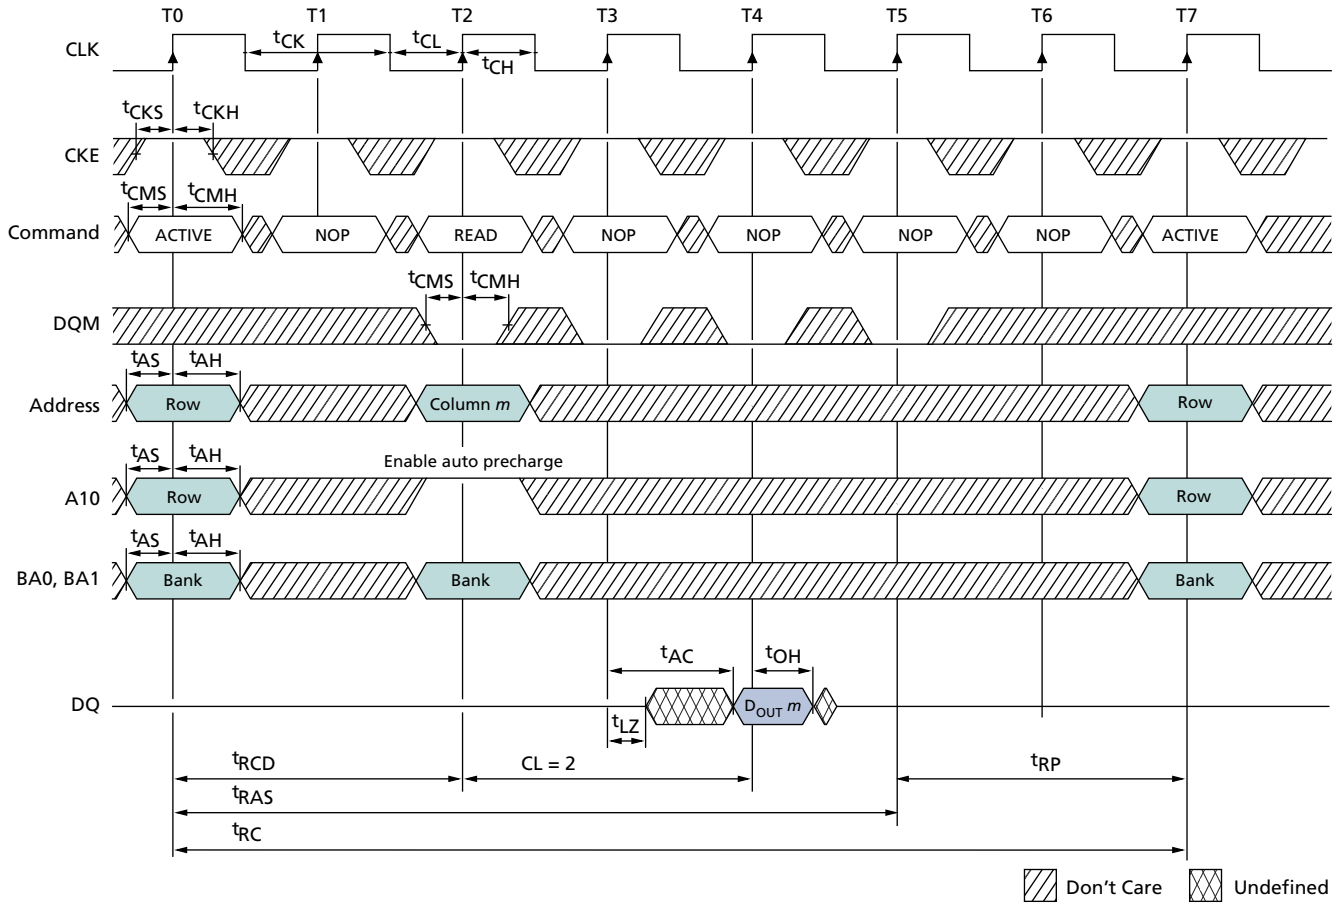 T0 T1 T2 T3 T4 T5 T6 T7
CLK
tCK tCL
tCH
tCKS tCKH
CKE
tCMS tCMH
Command ACTIVE NOP READ NOP NOP NOP NOP ACTIVE
tCMS tCMH
DQM
tAS tAH
Address Row Column m Row
tAS tAH
Enable auto precharge
A10 Row Row
tAS tAH
BA0, BA1 Bank Bank Bank
tAC tOH
DQ DOUT m
tLZ
tRCD CL = 2 tRP
tRAS
tRC
Don't Care Undefined